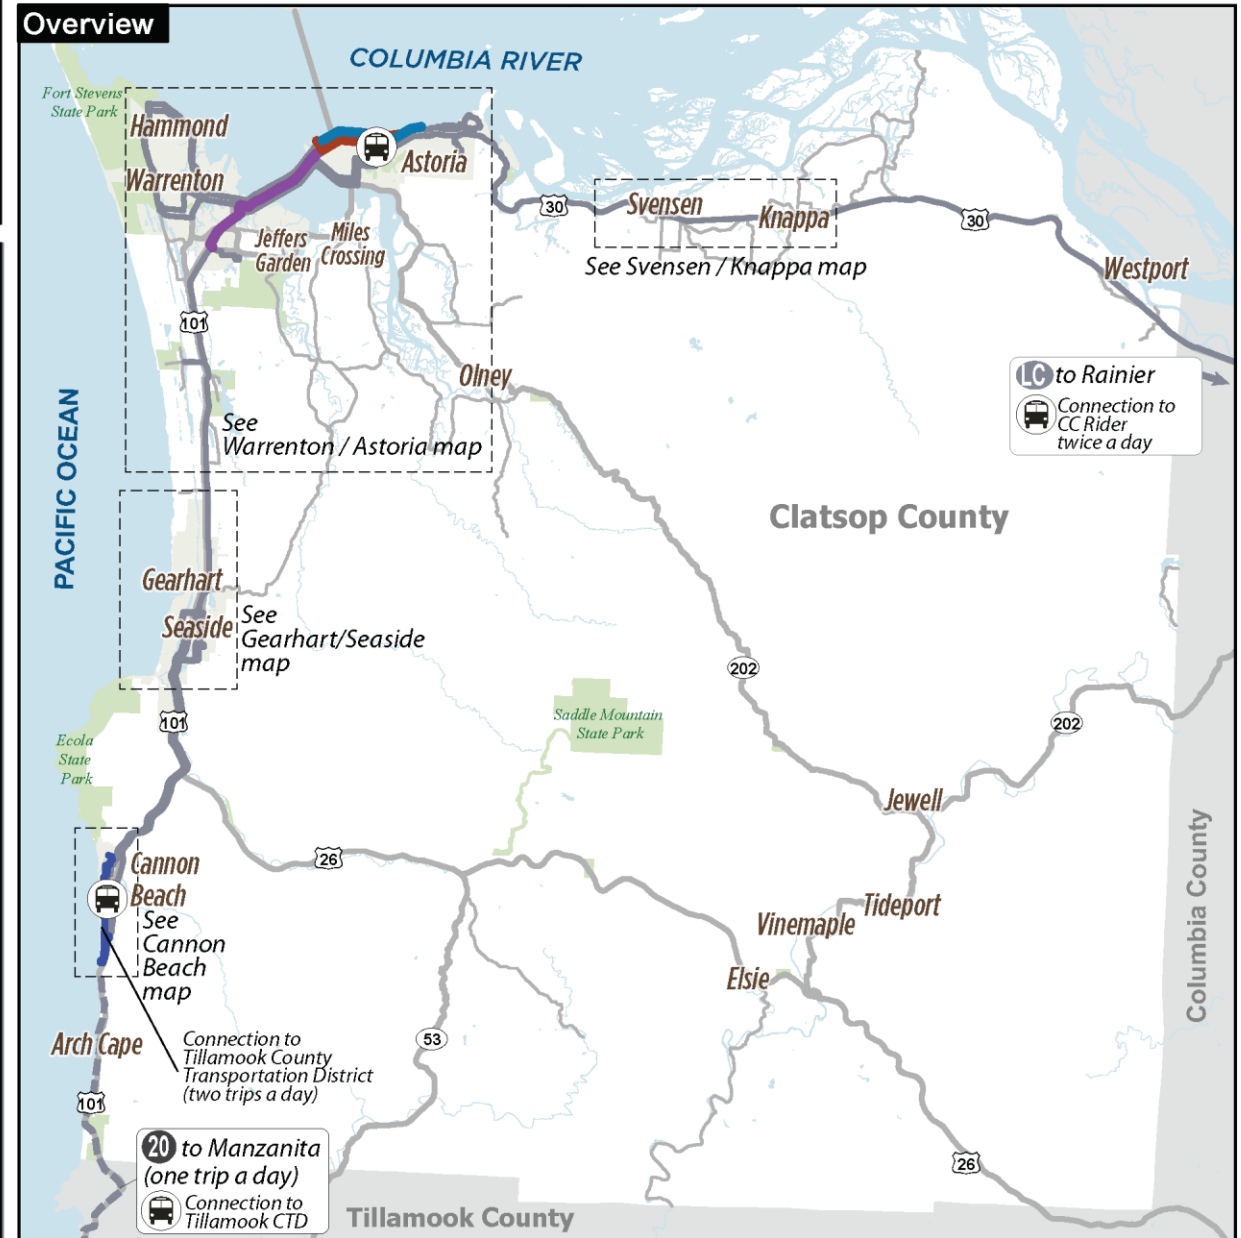 Overview
COLUMBIA RIVER
Fort Stevens
State Park
Hammond
Warrenton
Astoria
Jeffers
Garden
Miles
Crossing
30
Svensen
Knappa
30
See Svensen / Knappa map
Westport
101
LC to Rainier
Connection to
CC Rider
twice a day
Olney
See
Warrenton / Astoria map
PACIFIC OCEAN
Clatsop County
Gearhart
Seaside
See
Gearhart/Seaside
map
202
101
Saddle Mountain
State Park
202
Ecola
State
Park
Jewell
26
Cannon
Beach
See
Cannon
Beach
map
Tideport
Vinemaple
Elsie
Columbia County
Arch Cape
Connection to
Tillamook County
Transportation District
(two trips a day)
53
101
20 to Manzanita
(one trip a day)
Connection to
Tillamook CTD
26
Tillamook County